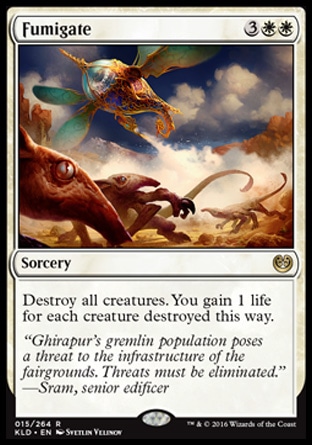 Fumigate 3
Sorcery
Destroy all creatures. You gain 1 life
for each creature destroyed this way.
“Ghirapur's gremlin population poses
a threat to the infrastructure of the
fairgrounds. Threats must be eliminated.”
—Sram, senior edificer
015/264 R
KLD • EN Svetlin Velinov
™ & © 2016 Wizards of the Coast